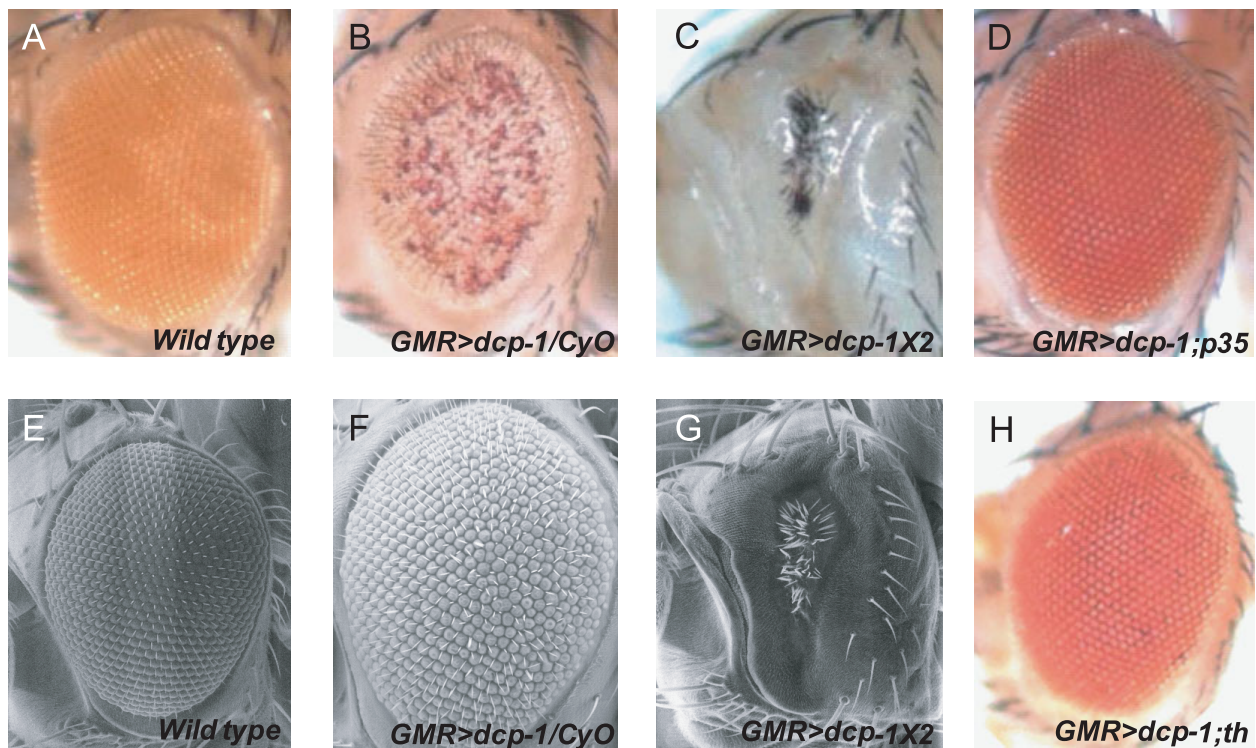 A
B
C
D
Wild type
GMR>dcp-1/CyO
GMR>dcp-1X2
GMR>dcp-1;p35
E
F
G
H
Wild type
GMR>dcp-1/CyO
GMR>dcp-1X2
GMR>dcp-1;th